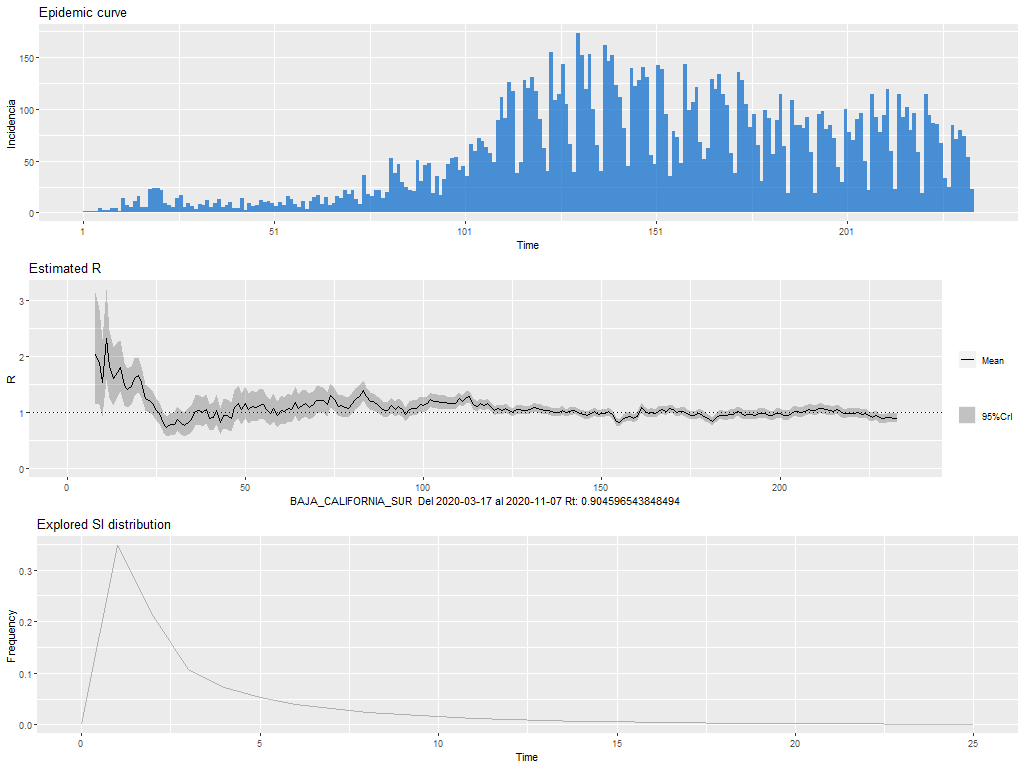 Epidemic curve
150
100
50
0
Incidencia
1
51
101
151
201
Time
Estimated R
3
2
1
0
R
0
50
100
150
200
Mean
95%CrI
BAJA_CALIFORNIA_SUR Del 2020-03-17 al 2020-11-07 Rt: 0.904596543848494
Explored SI distribution
0.3
0.2
0.1
0.0
Frequency
0
5
10
15
20
25
Time